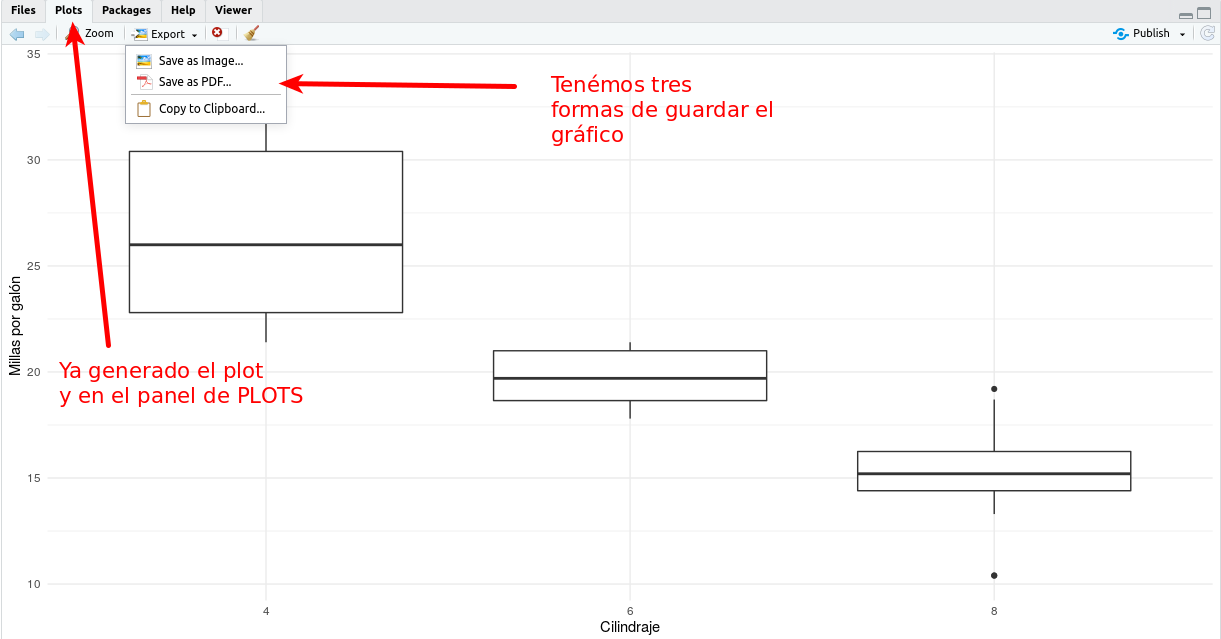 Files Plots Packages Help Viewer
Zoom Export Publish
Save as Image...
Save as PDF...
Copy to Clipboard...
Tenémos tres
formas de guardar el
gráfico
Ya generado el plot
y en el panel de PLOTS
Millas por galón
35
30
25
20
15
10
4 6 8
Cilindraje